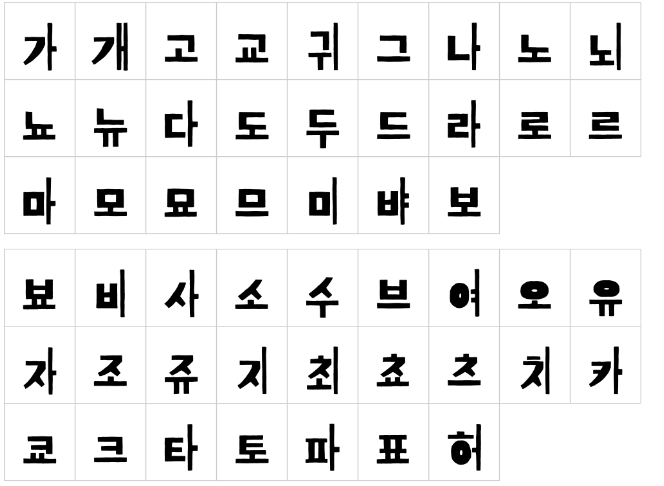 가 개 고 교 귀 그 나 노 뇌
뇨 뉴 다 도 두 드 라 로 르
마 모 묘 므 미 뱌 보
뵤 비 사 소 수 브 여 오 유
자 조 쥬 지 최 쵸 츠 치 카
쿄 크 타 토 파 표 허